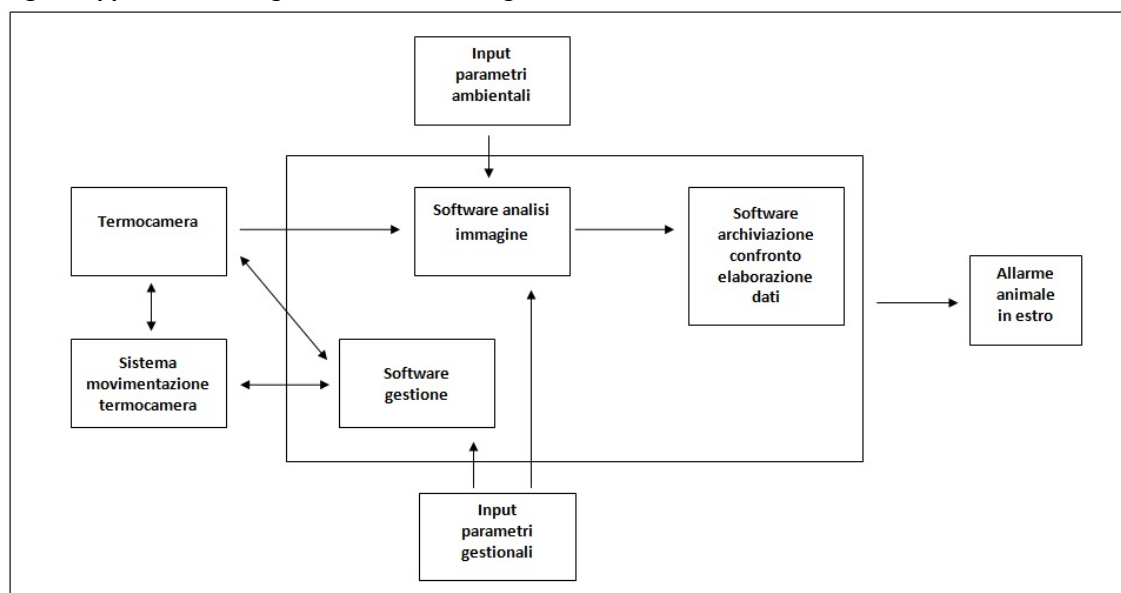 Input
parametri
ambientali
Termocamera
Software analisi
immagine
Software
archiviazione
confronto
elaborazione
dati
Allarme
animale
in estro
Sistema
movimentazione
termocamera
Software
gestione
Input
parametri
gestionali